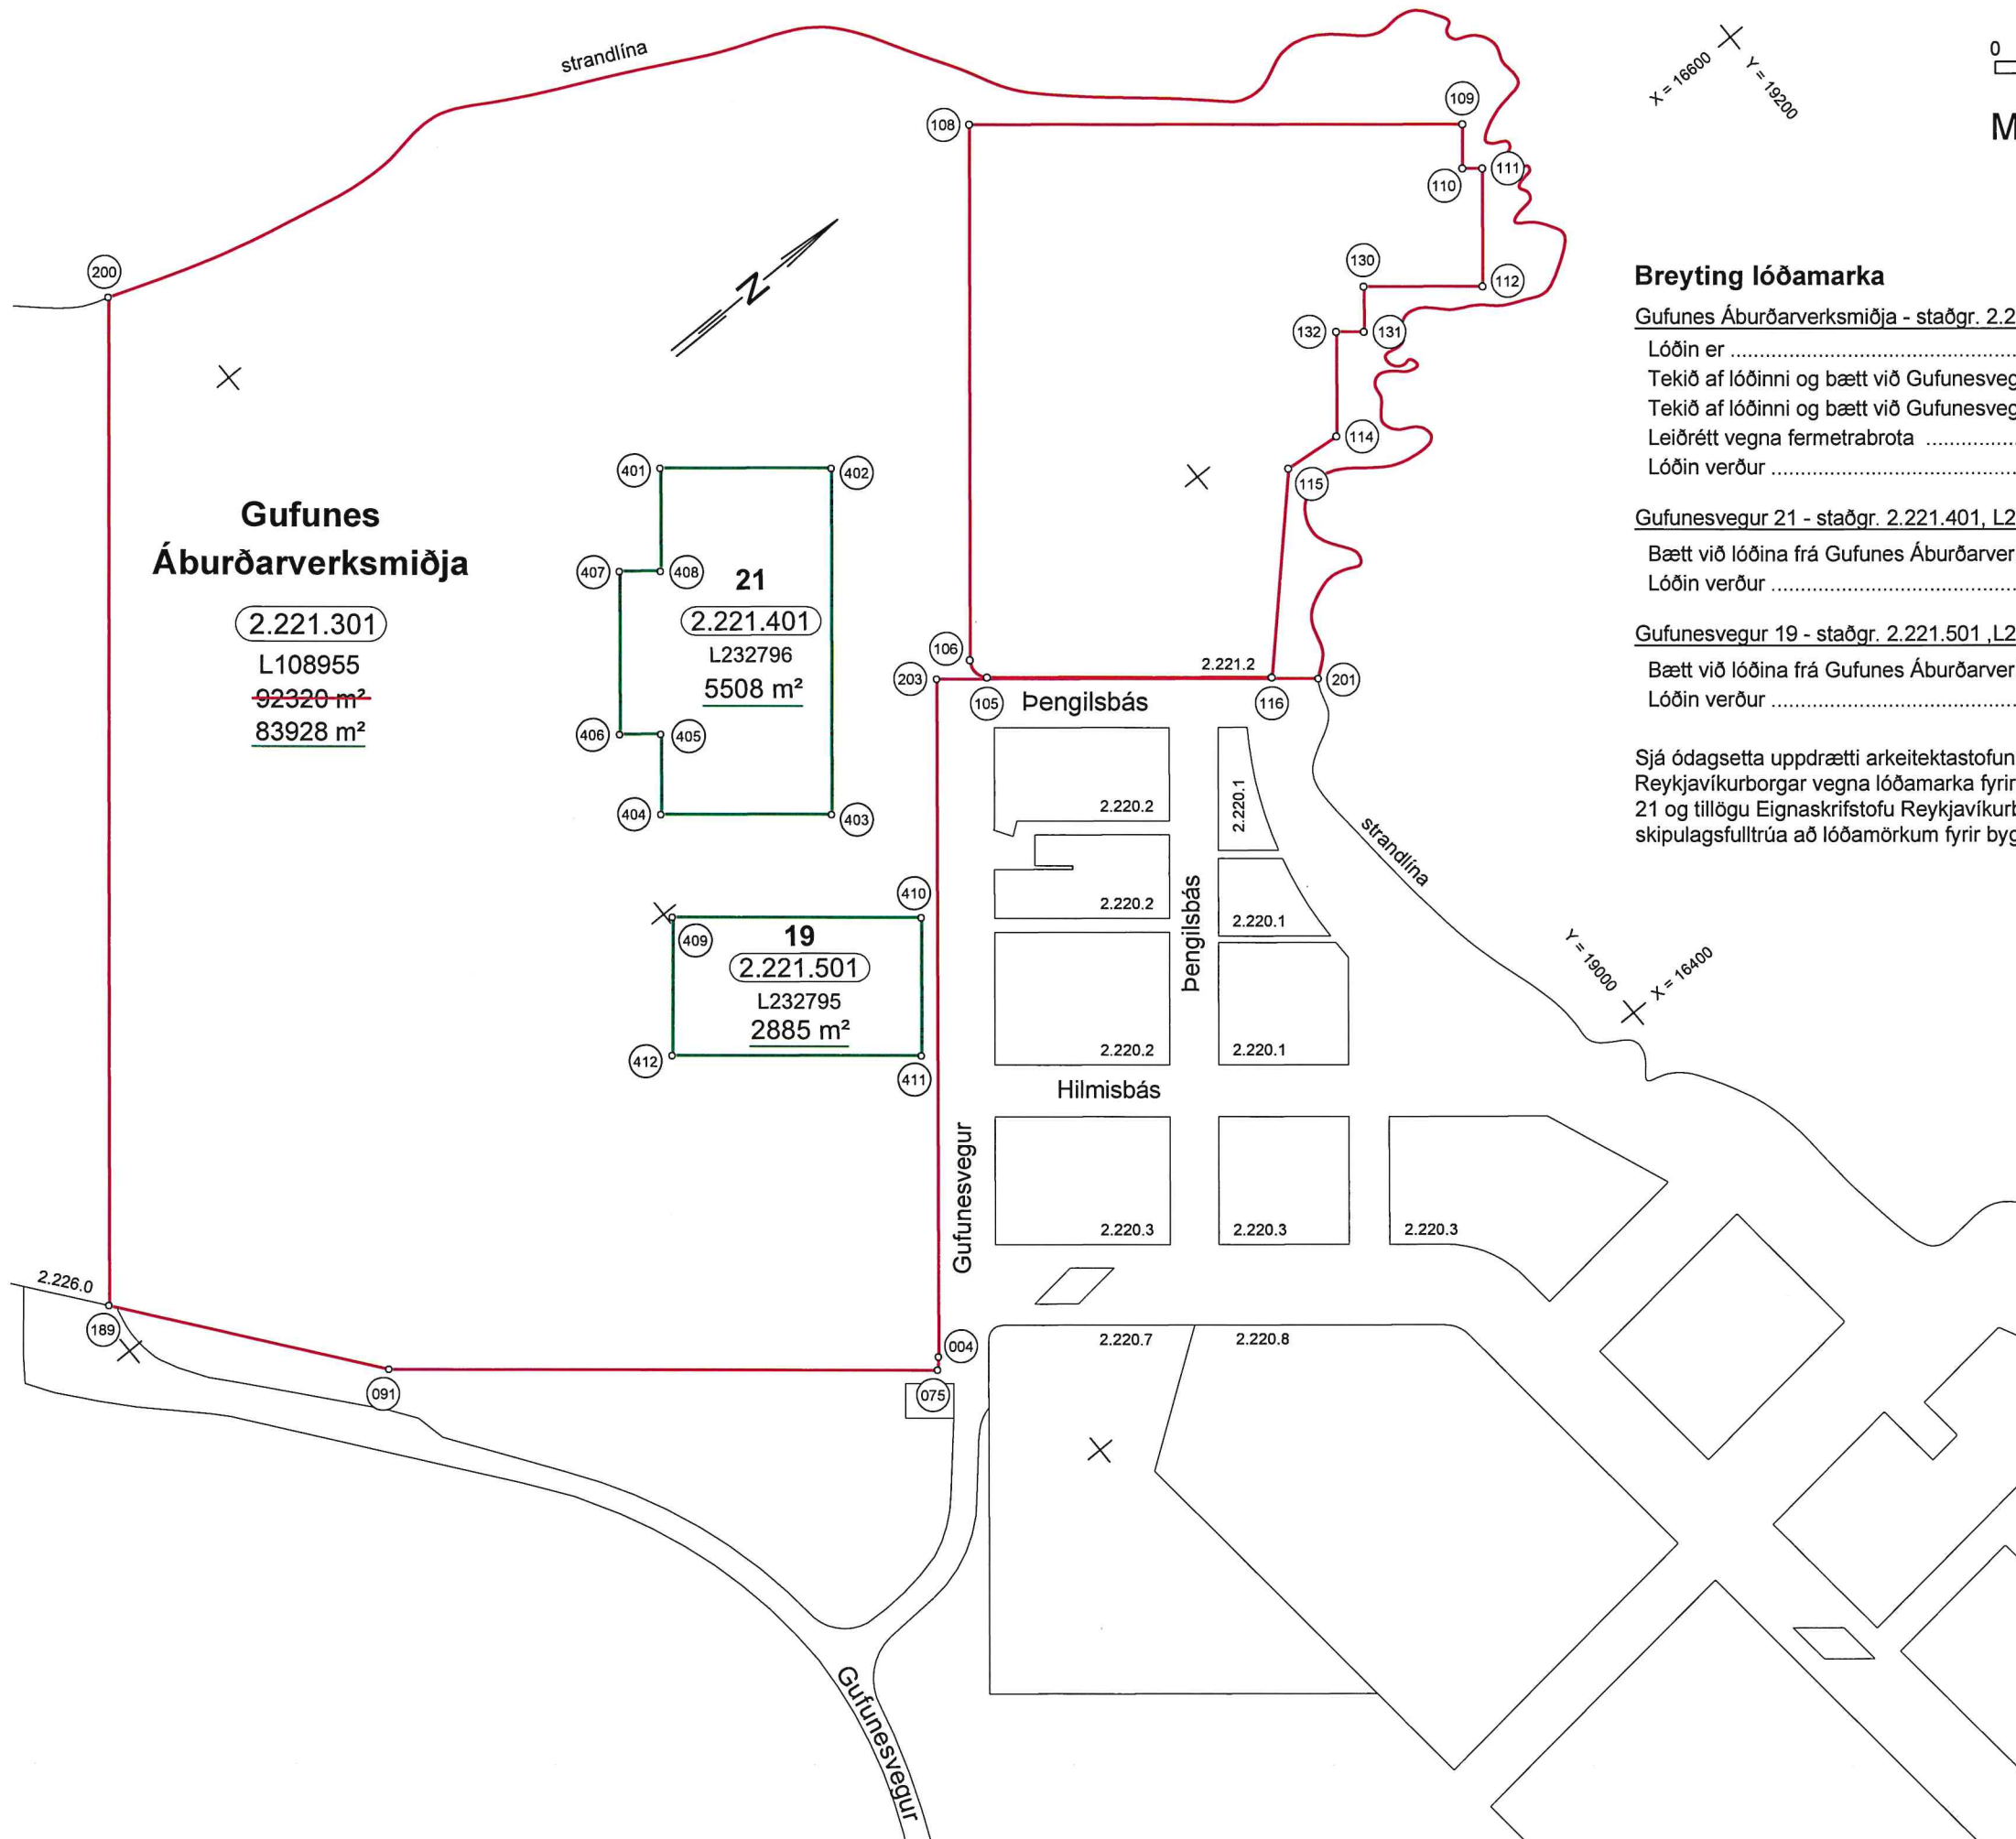 strandlína
108
109
110
111
X = 16600
Y = 19200
0
M
200
N
130
112
132
131
114
115
401
402
407
408
406
405
404
403
Gufunes
Áburðarverksmiðja
2.221.301
L108955
92320 m²
83928 m²
21
2.221.401
L232796
5508 m²
106
203
105
2.221.2
116
201
Þengilsbás
2.220.2
2.220.1
2.220.2
2.220.1
2.220.2
2.220.1
Þengilsbás
strandlína
Y = 19000
X = 16400
410
409
19
2.221.501
L232795
2885 m²
412
411
Hilmisbás
Gufunesvegur
2.220.3
2.220.3
2.220.3
2.226.0
189
091
004
075
2.220.7
2.220.8
Gufunesvegur
Breyting lóðamarka
Gufunes Áburðarverksmiðja - staðgr. 2.2
Lóðin er
Tekið af lóðinni og bætt við Gufunesveg
Tekið af lóðinni og bætt við Gufunesveg
Leiðrétt vegna fermetrabrota
Lóðin verður
Gufunesvegur 21 - staðgr. 2.221.401, L2
Bætt við lóðina frá Gufunes Áburðarver
Lóðin verður
Gufunesvegur 19 - staðgr. 2.221.501 ,L2
Bætt við lóðina frá Gufunes Áburðarver
Lóðin verður
Sjá ódagsetta uppdrætti arkeitektastofun
Reykjavíkurborgar vegna lóðamarka fyrir
21 og tillögu Eignaskrifstofu Reykjavíkurb
skipulagsfulltrúa að lóðamörkum fyrir byg